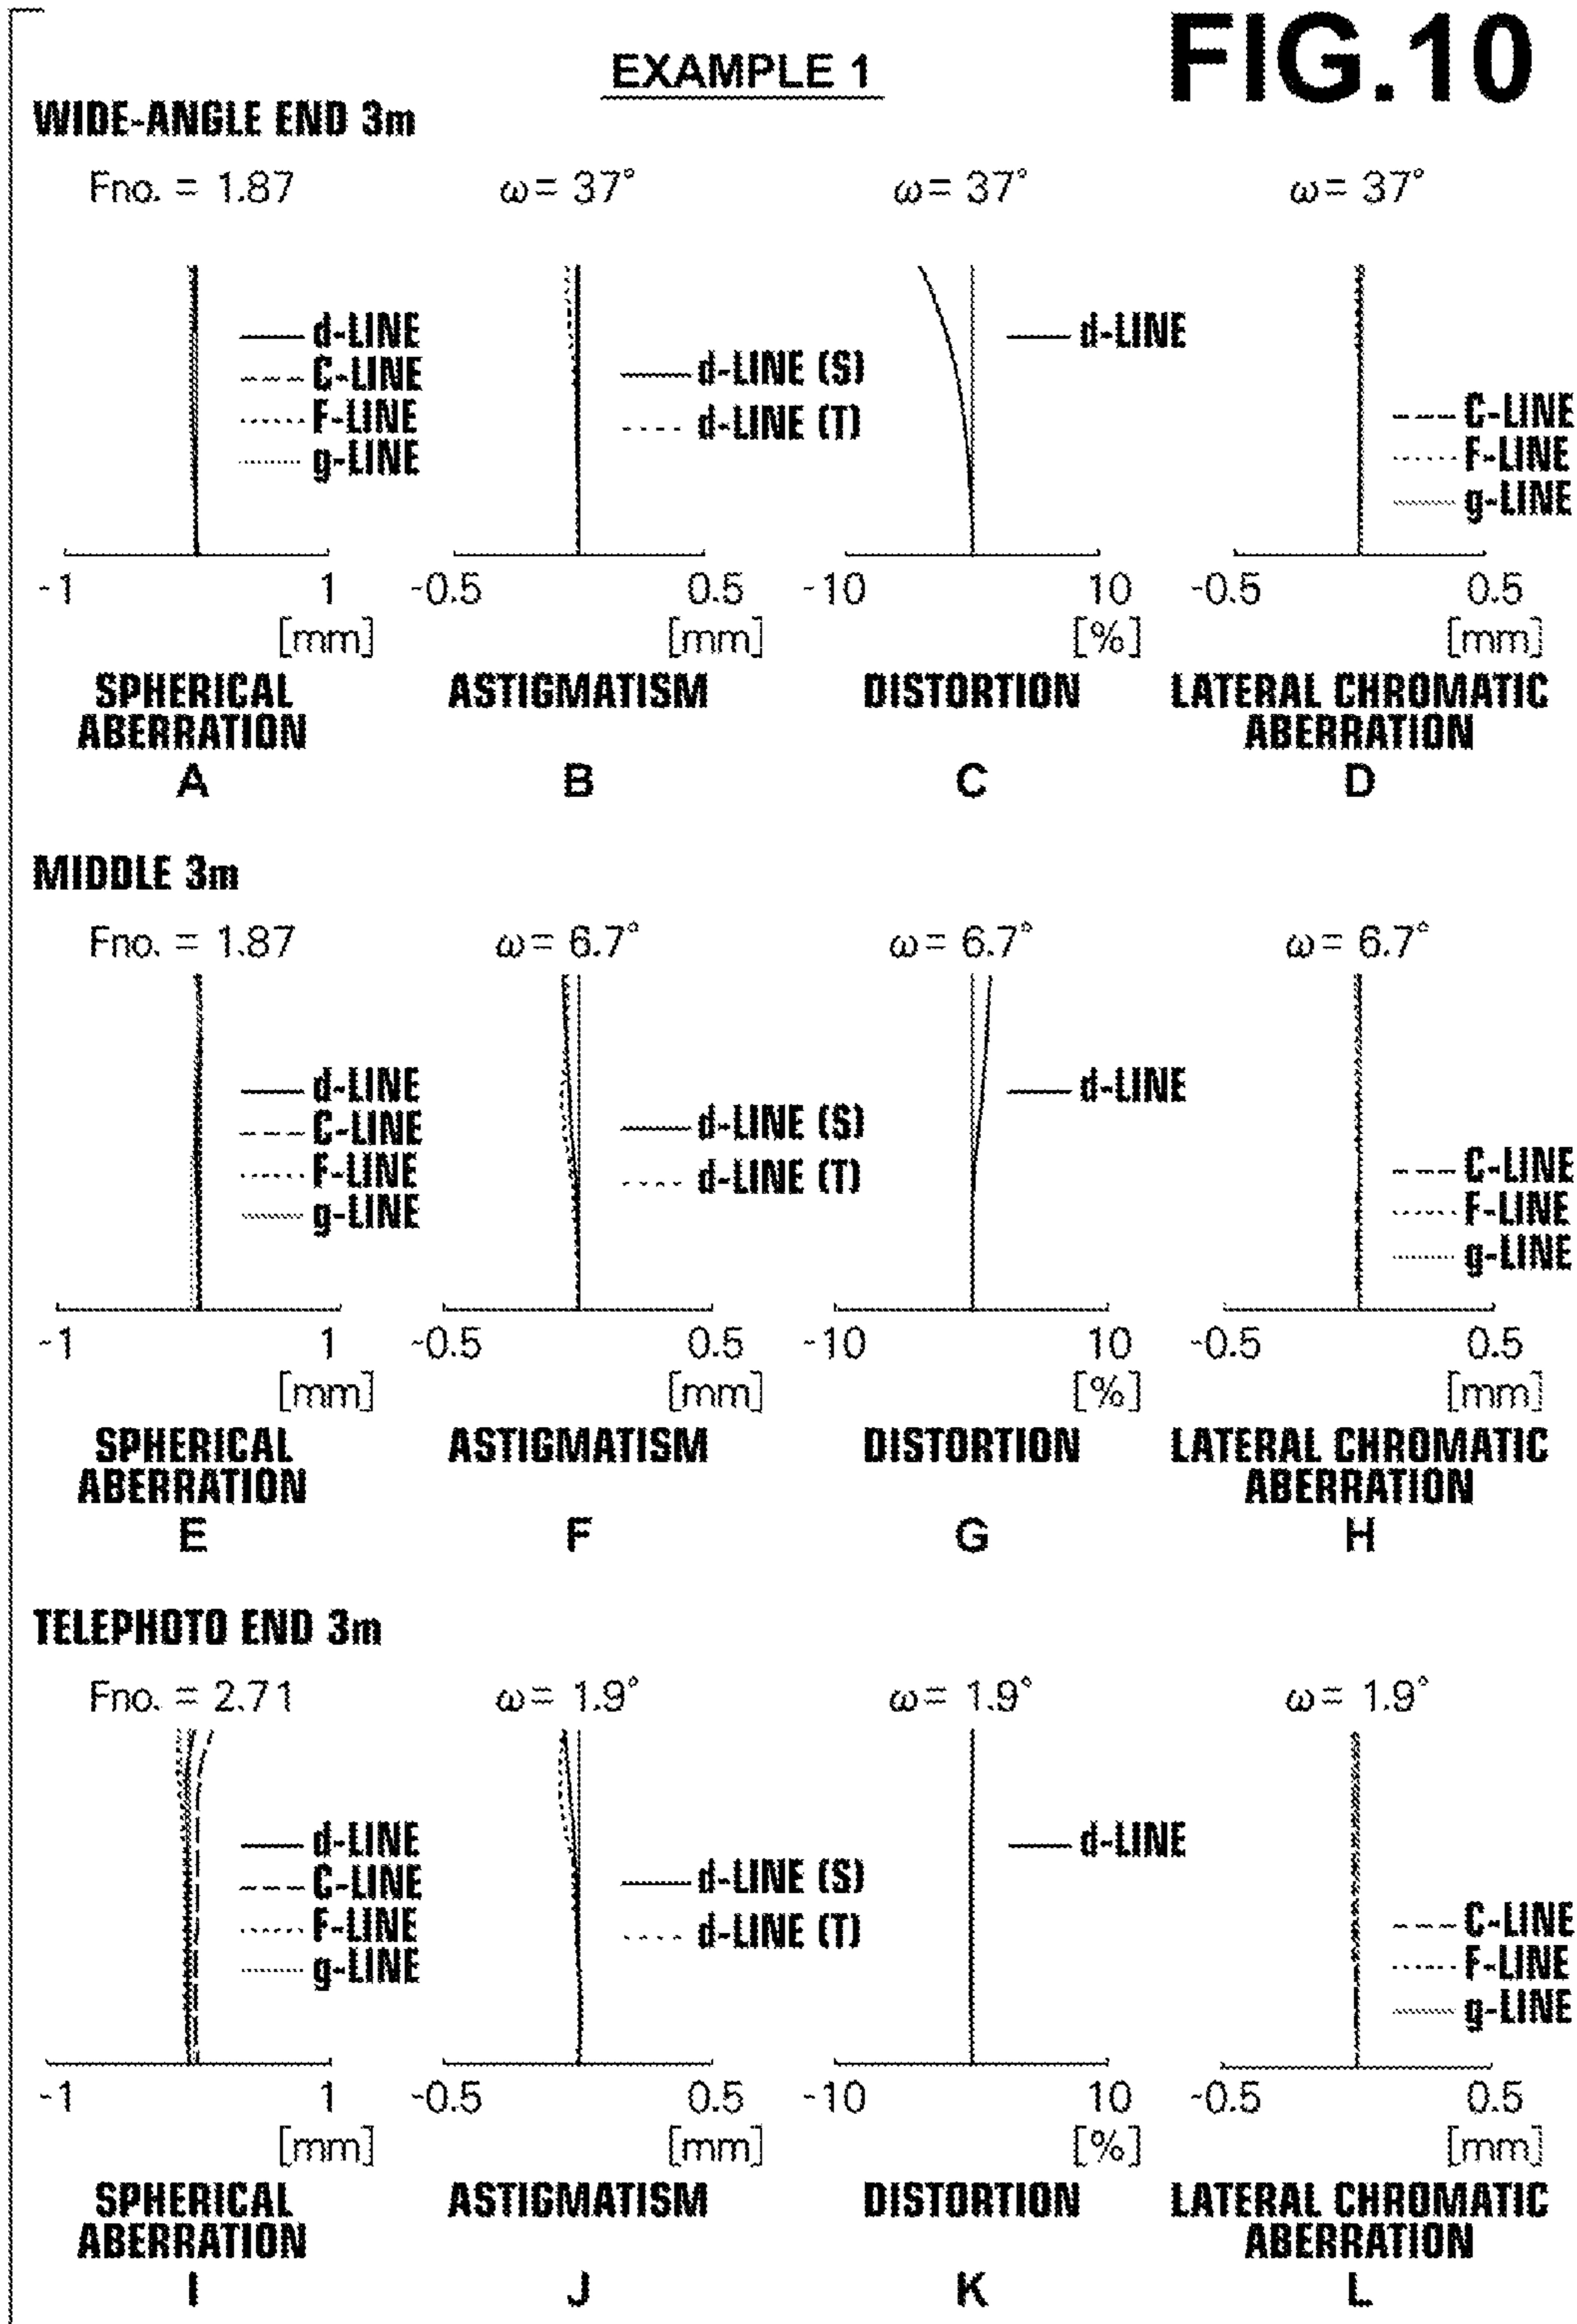 FIG.10
EXAMPLE 1
WIDE-ANGLE END 3m
Fno. = 1.87
ω= 37°
ω= 37°
ω= 37°
d-LINE
C-LINE
F-LINE
g-LINE
d-LINE (S)
d-LINE (T)
d-LINE
C-LINE
F-LINE
g-LINE
-1 1
[mm]
-0.5 0.5
[mm]
-10 10
[%]
-0.5 0.5
[mm]
SPHERICAL
ABERRATION
ASTIGMATISM
DISTORTION
LATERAL CHROMATIC
ABERRATION
A
B
C
D
MIDDLE 3m
Fno. = 1.87
ω= 6.7°
ω= 6.7°
ω= 6.7°
d-LINE
C-LINE
F-LINE
g-LINE
d-LINE (S)
d-LINE (T)
d-LINE
C-LINE
F-LINE
g-LINE
-1 1
[mm]
-0.5 0.5
[mm]
-10 10
[%]
-0.5 0.5
[mm]
SPHERICAL
ABERRATION
ASTIGMATISM
DISTORTION
LATERAL CHROMATIC
ABERRATION
E
F
G
H
TELEPHOTO END 3m
Fno. = 2.71
ω= 1.9°
ω= 1.9°
ω= 1.9°
d-LINE
C-LINE
F-LINE
g-LINE
d-LINE (S)
d-LINE (T)
d-LINE
C-LINE
F-LINE
g-LINE
-1 1
[mm]
-0.5 0.5
[mm]
-10 10
[%]
-0.5 0.5
[mm]
SPHERICAL
ABERRATION
ASTIGMATISM
DISTORTION
LATERAL CHROMATIC
ABERRATION
I
J
K
L